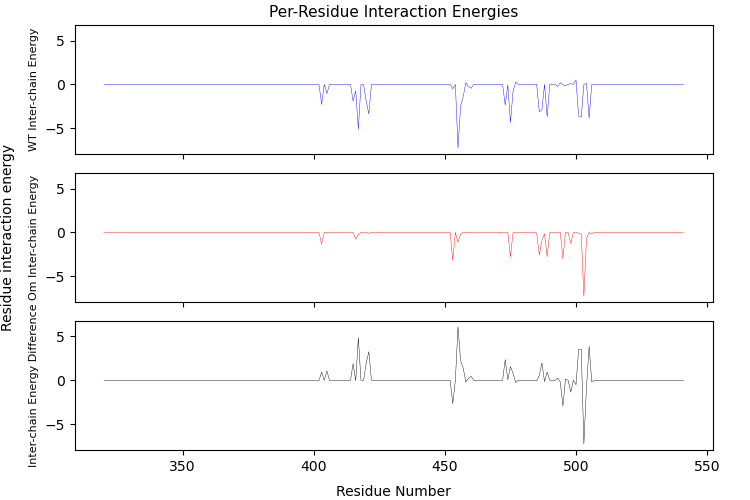 Per-Residue Interaction Energies
Residue interaction energy
WT Inter-chain Energy
5
0
−5
Om Inter-chain Energy
5
0
−5
Inter-chain Energy Difference
5
0
−5
350
400
450
500
550
Residue Number